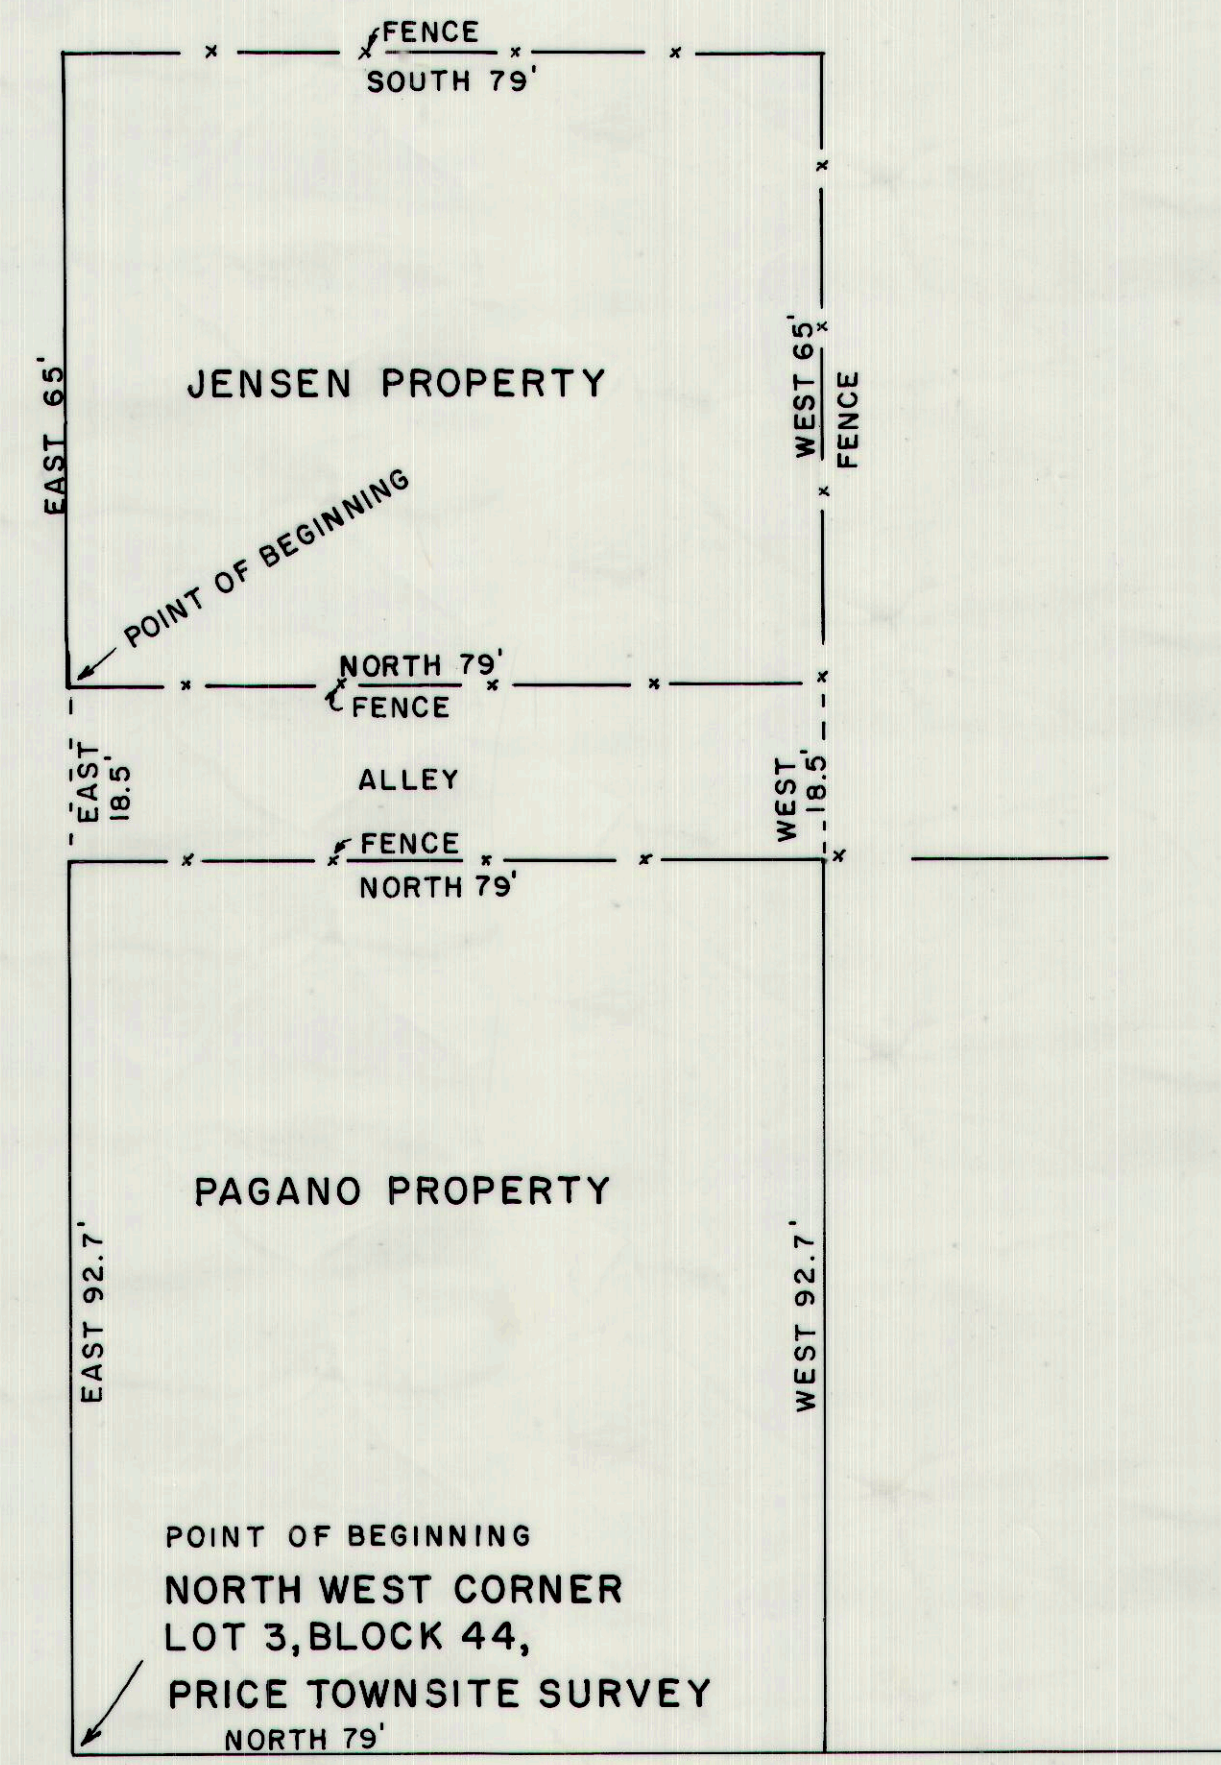 FENCE
SOUTH 79'
EAST 65'
JENSEN PROPERTY
WEST 65'
FENCE
POINT OF BEGINNING
NORTH 79'
FENCE
EAST
18.5'
ALLEY
WEST
18.5'
FENCE
NORTH 79'
PAGANO PROPERTY
EAST 92.7'
WEST 92.7'
POINT OF BEGINNING
NORTH WEST CORNER
LOT 3, BLOCK 44,
PRICE TOWNSITE SURVEY
NORTH 79'